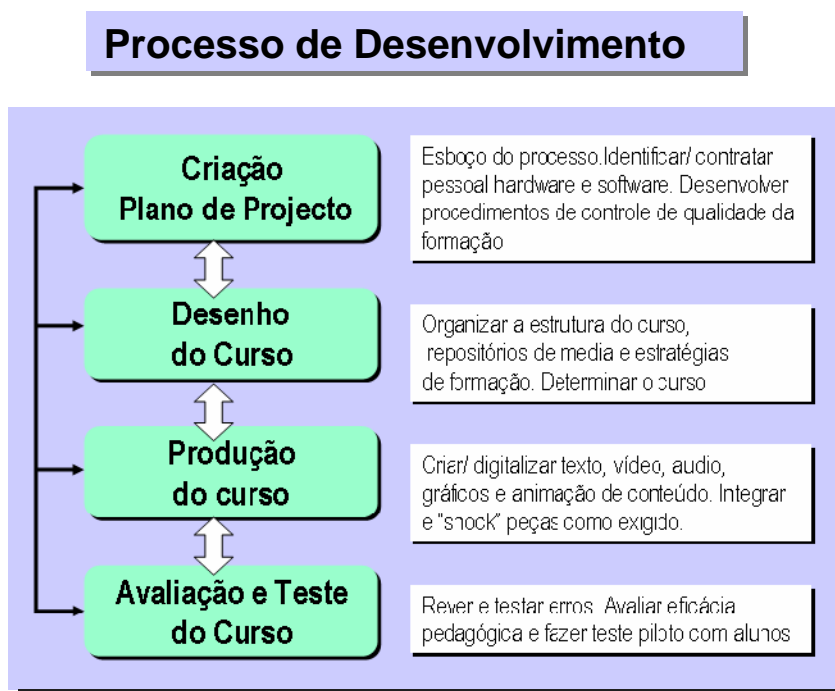 Processo de Desenvolvimento
Criação
Plano de Projecto
Esboço do processo.Identificar/ contratar
pessoal hardware e software. Desenvolver
procedimentos de controle de qualidade da
formação
Desenho
do Curso
Organizar a estrutura do curso,
repositórios de media e estratégias
de formação. Determinar o curso
Produção
do curso
Criar/ digitalizar texto, vídeo, audio,
gráficos e animação de conteúdo. Integrar
e "shock" peças como exigido.
Avaliação e Teste
do Curso
Rever e testar erros. Avaliar eficácia
pedagógica e fazer teste piloto com alunos